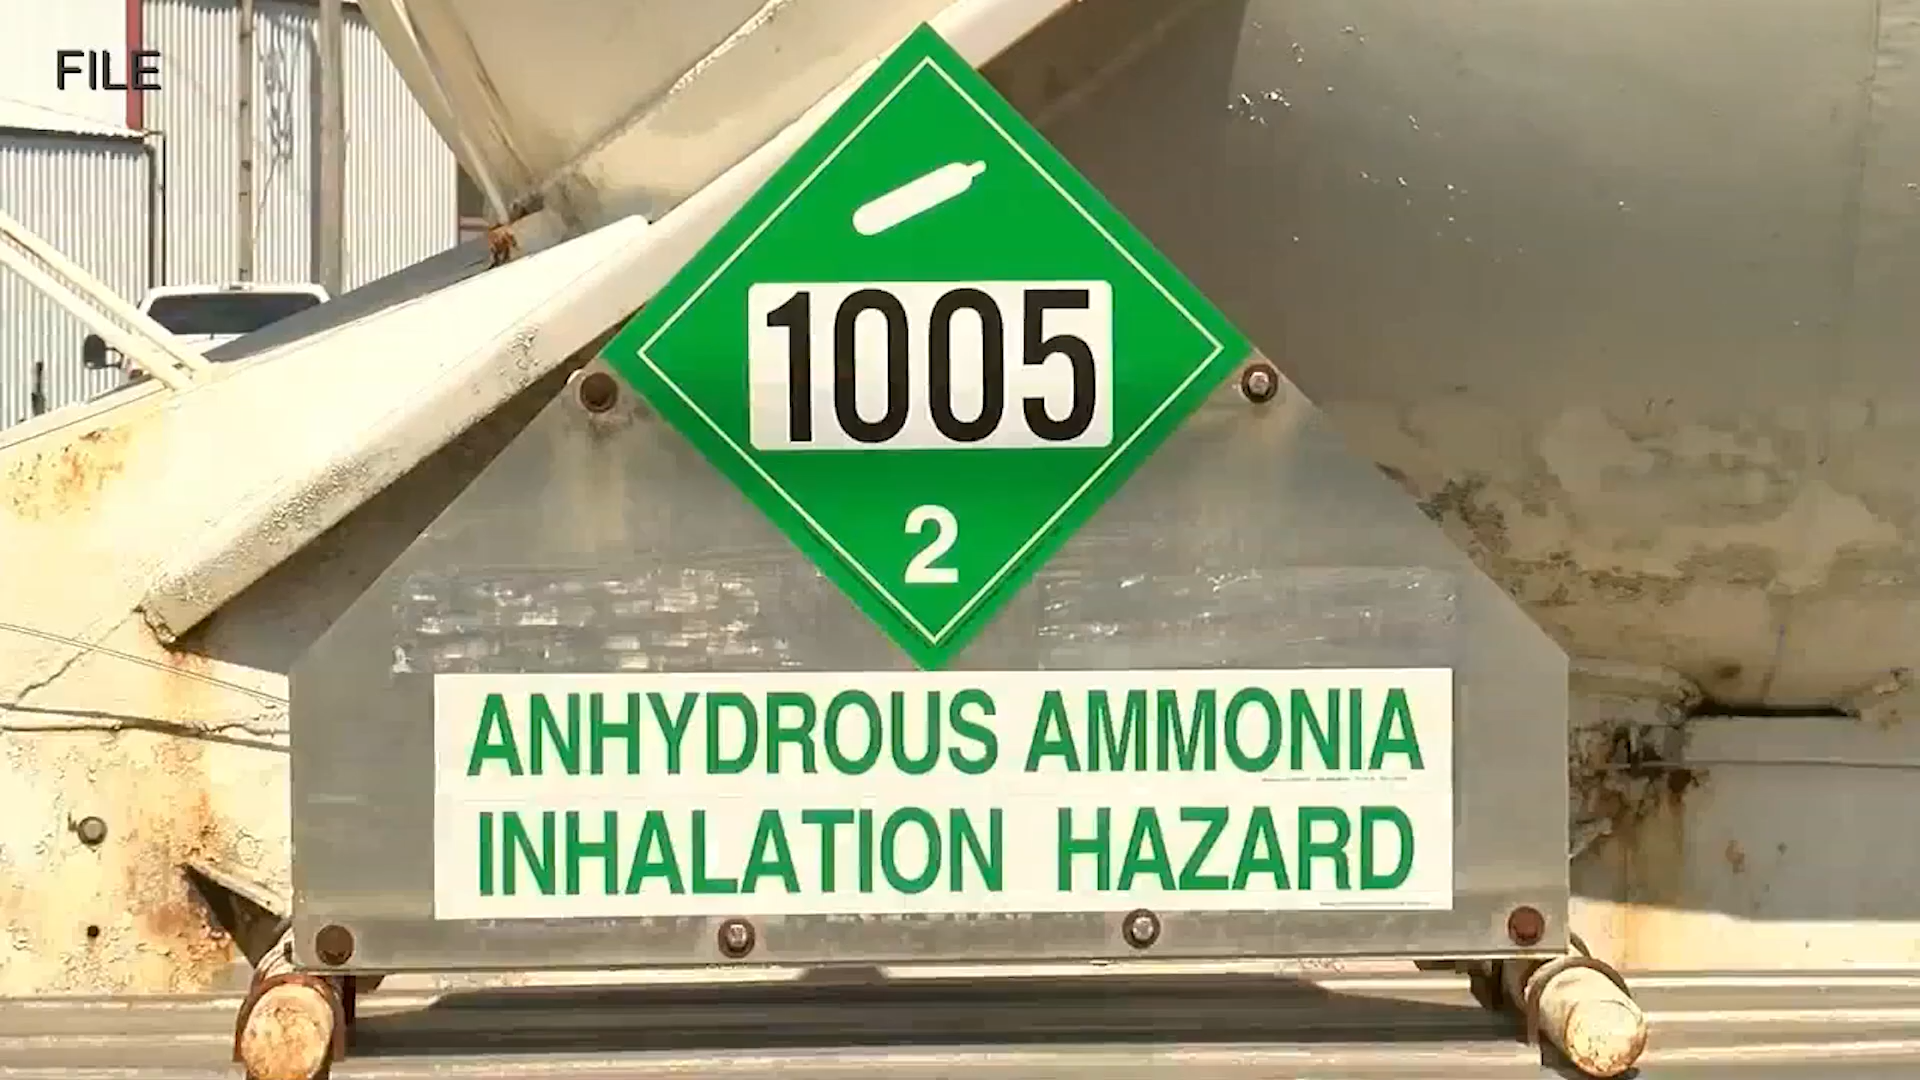 FILE
1005
2
ANHYDROUS AMMONIA
INHALATION HAZARD